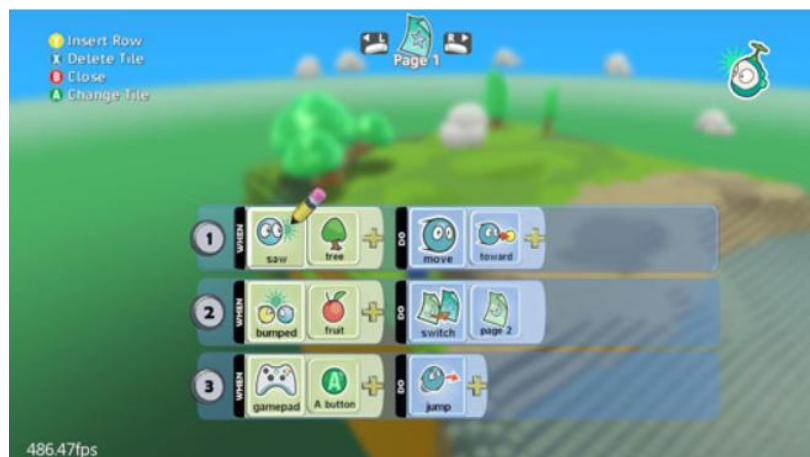 Y Insert Row
X Delete Tile
B Close
A Change Tile
L
R
Page 1
1 WHEN saw tree DO move toward
2 WHEN bumped fruit DO switch page 2
3 WHEN gamepad A A button DO jump
486.47fps